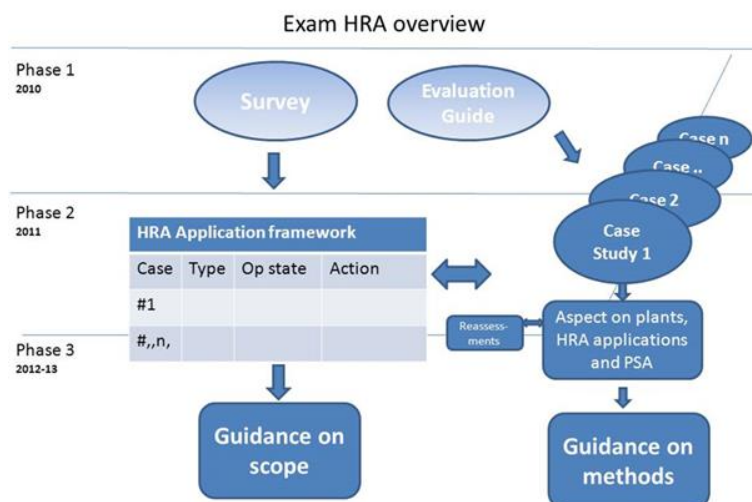 Exam HRA overview
Phase 1
2010
Survey
Evaluation
Guide
Case n
Case ,,
Case 2
Case
Study 1
Phase 2
2011
HRA Application framework
Case Type Op state Action
#1
#,,n,
Reassess-
ments
Aspect on plants,
HRA applications
and PSA
Phase 3
2012-13
Guidance on
scope
Guidance on
methods